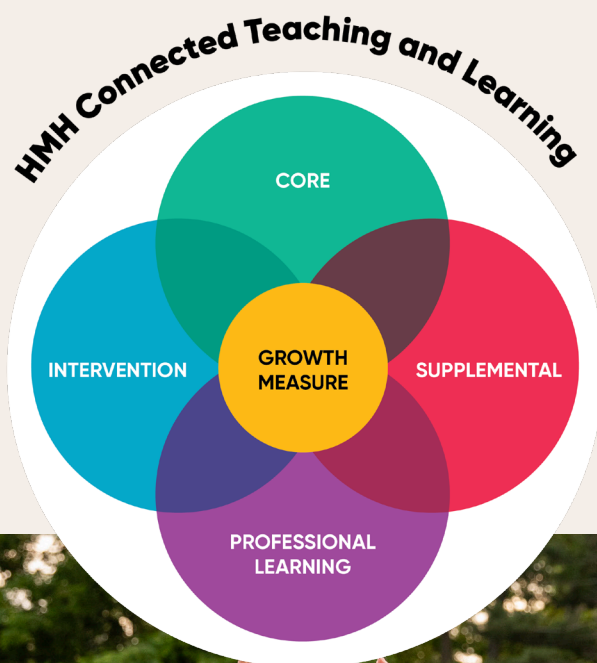 HMH Connected Teaching and Learning
CORE
INTERVENTION
GROWTH
MEASURE
SUPPLEMENTAL
PROFESSIONAL
LEARNING